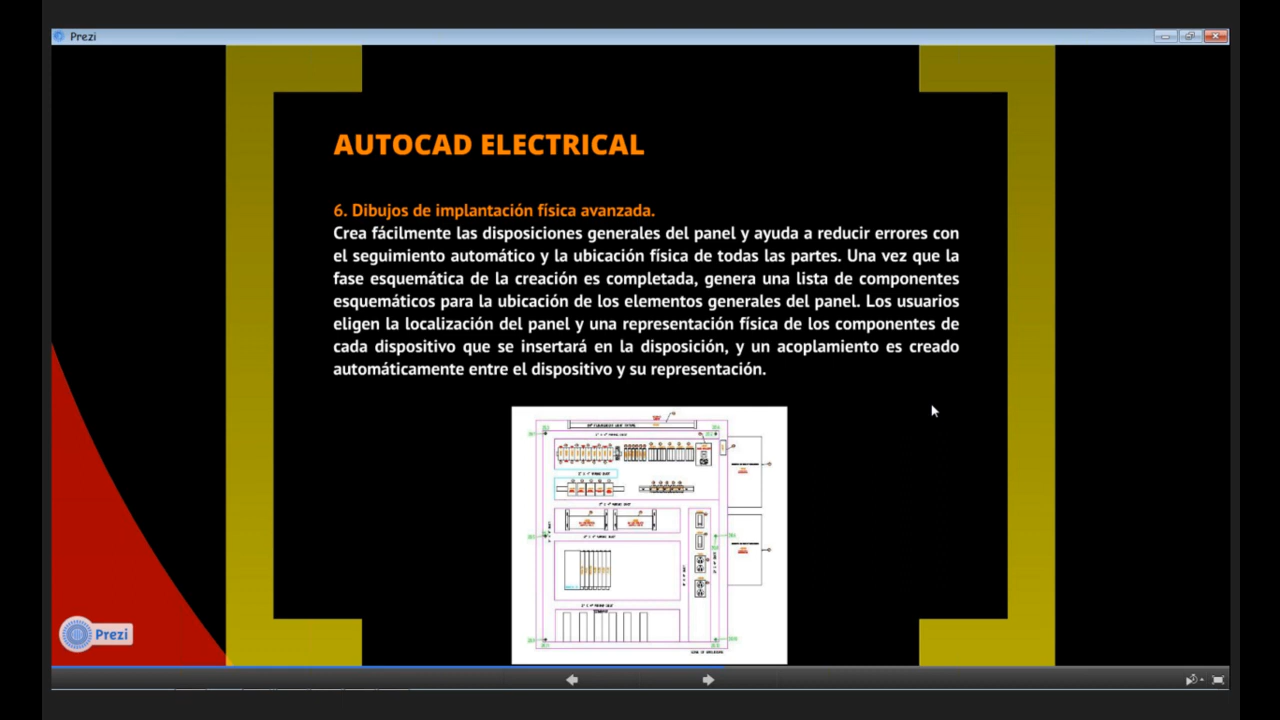 Prezi
AUTOCAD ELECTRICAL
6. Dibujos de implantación física avanzada.
Crea fácilmente las disposiciones generales del panel y ayuda a reducir errores con
el seguimiento automático y la ubicación física de todas las partes. Una vez que la
fase esquemática de la creación es completada, genera una lista de componentes
esquemáticos para la ubicación de los elementos generales del panel. Los usuarios
eligen la localización del panel y una representación física de los componentes de
cada dispositivo que se insertará en la disposición, y un acoplamiento es creado
automáticamente entre el dispositivo y su representación.
Prezi